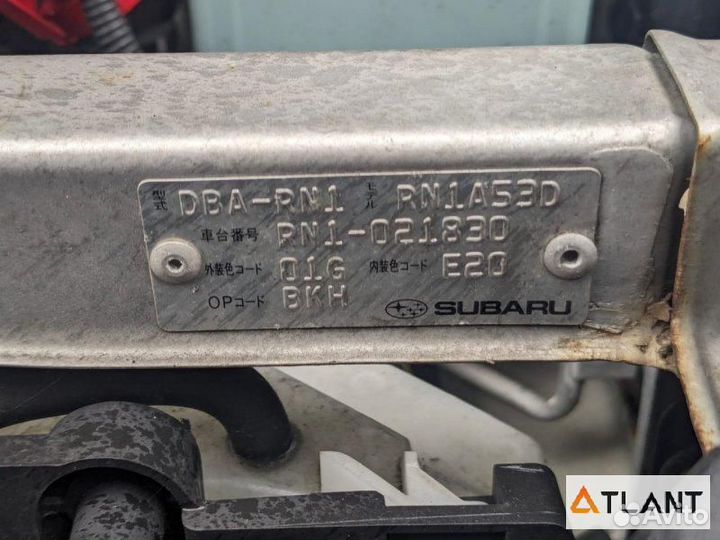 型式 DBA-RN1 モデル RN1A53D
車台番号 RN1-021830
外装色コード 01G 内装色コード E20
OPコード BKH SUBARU
ATLANT
Avito